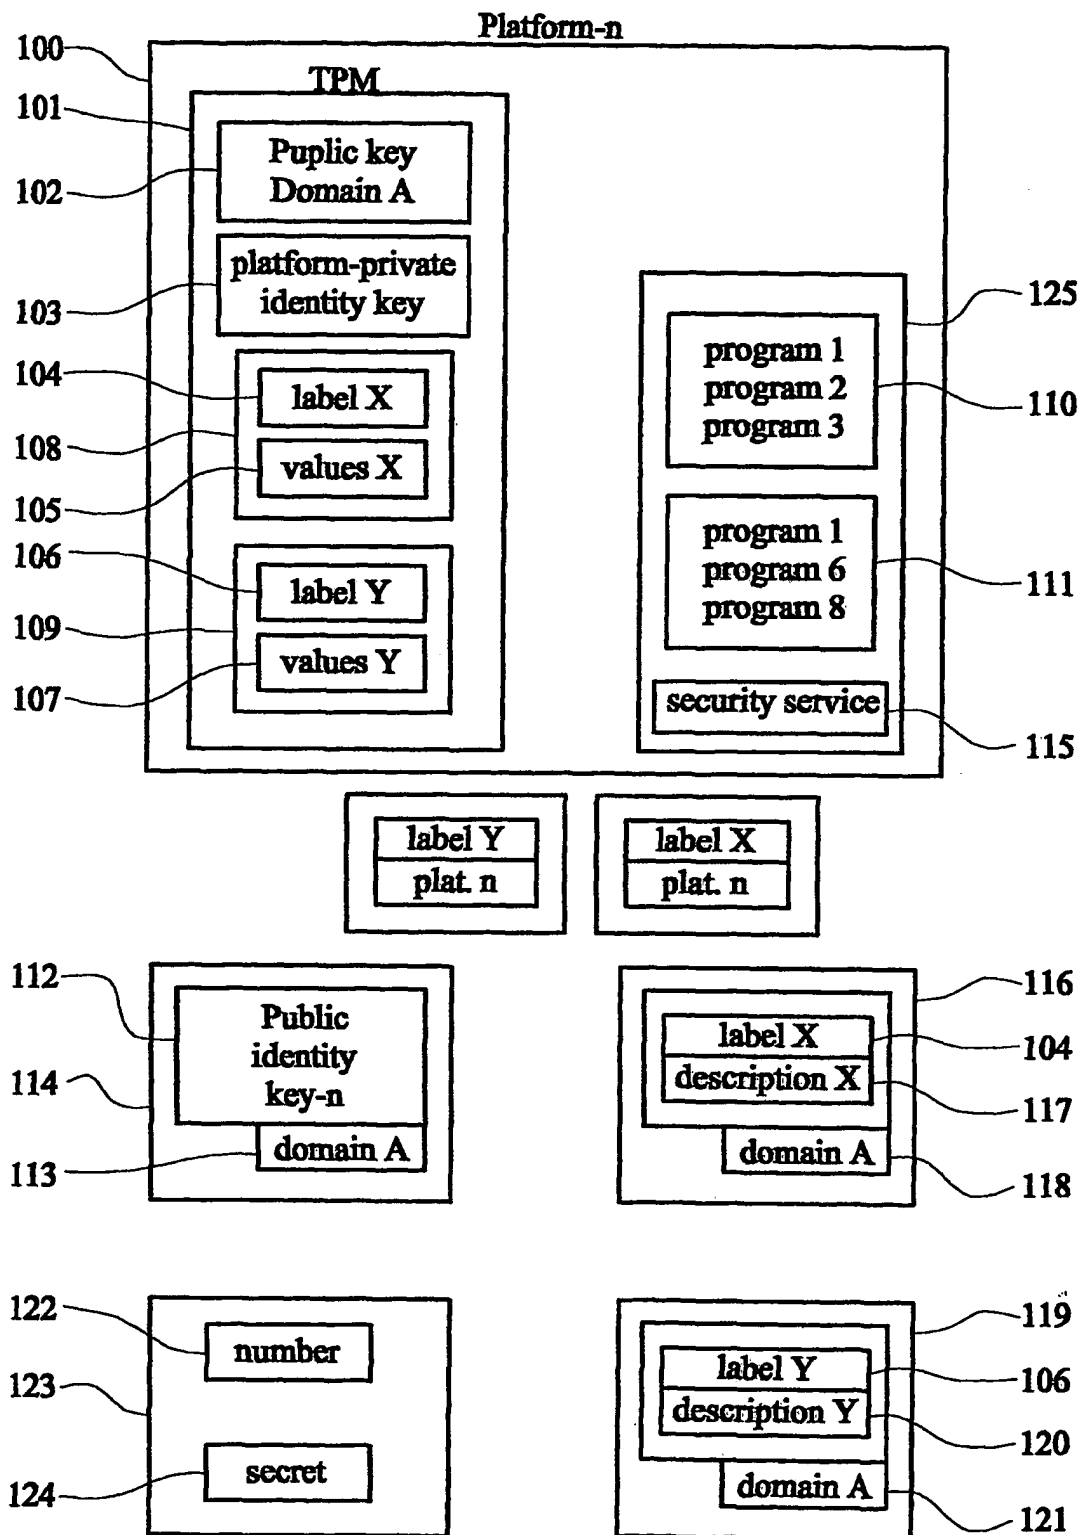 Platform-n
100
TPM
101
Puplic key
Domain A
102
platform-private
identity key
103
125
104
label X
program 1
program 2
program 3
110
108
values X
105
106
label Y
program 1
program 6
program 8
111
109
values Y
107
security service
115
label Y
plat. n
label X
plat. n
112
Public
identity
key-n
114
domain A
113
116
label X
104
description X
117
domain A
118
122
number
123
secret
124
119
label Y
106
description Y
120
domain A
121